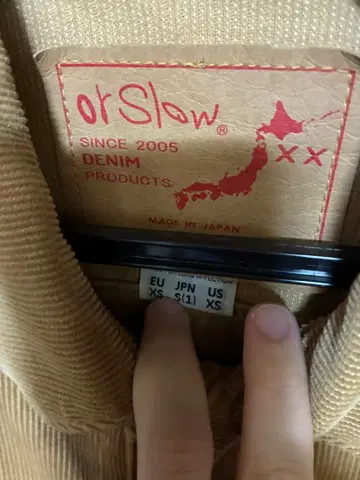 orSlow®
SINCE 2005
DENIM
PRODUCTS
XX
MADE IN JAPAN
EU JPN US
XS S(1) XS